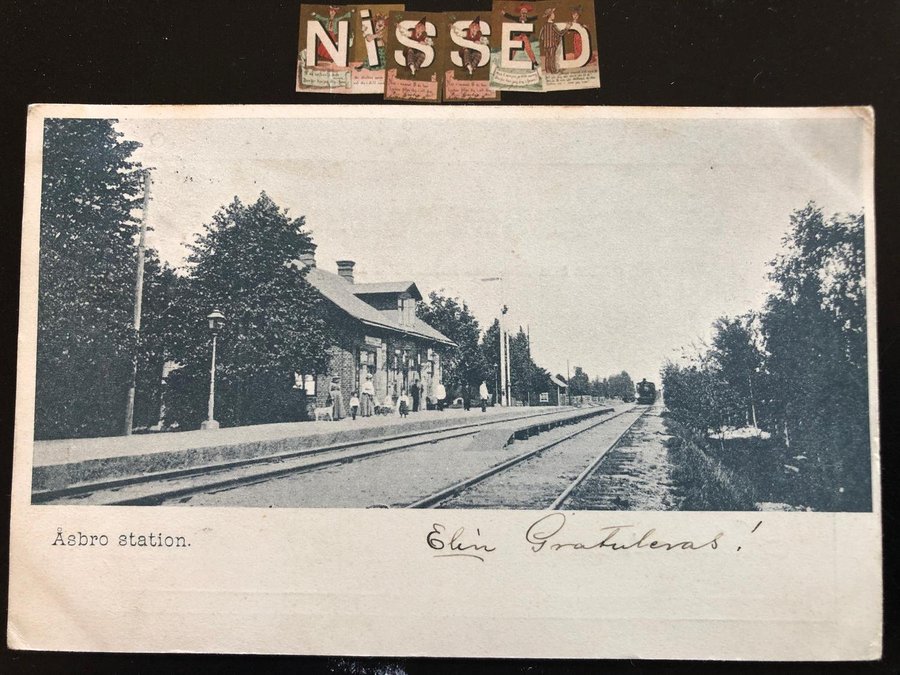 NiSSED
Åsbro station.
Elin Gratuleras!